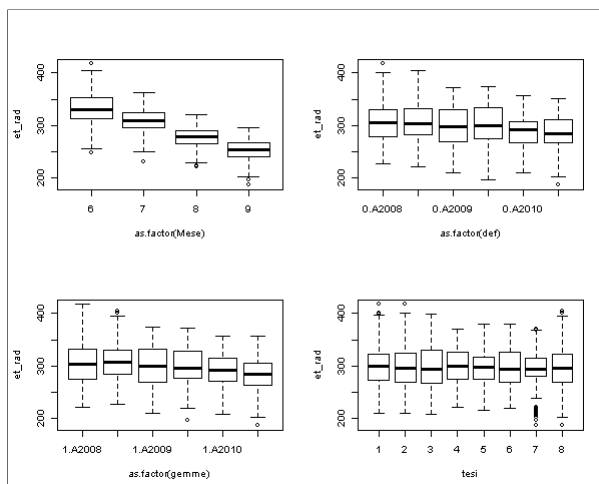 400
300
200
et_rad
6 7 8 9
as.factor(Mese)
400
300
200
et_rad
0.A2008 0.A2009 0.A2010
as.factor(def)
400
300
200
et_rad
1.A2008 1.A2009 1.A2010
as.factor(gemme)
400
300
200
et_rad
1 2 3 4 5 6 7 8
tesi